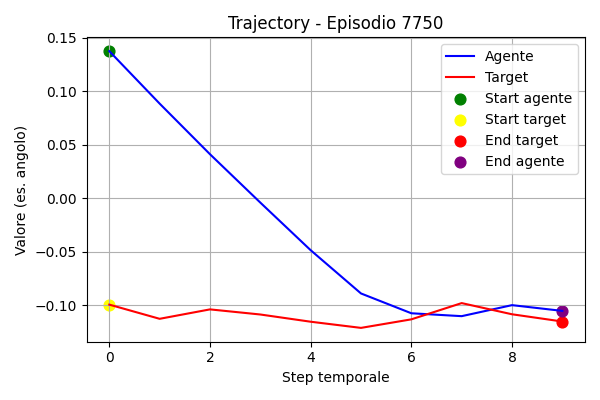 Trajectory - Episodio 7750
Valore (es. angolo)
0.15
0.10
0.05
0.00
−0.05
−0.10
0
2
4
6
8
Step temporale
Agente
Target
Start agente
Start target
End target
End agente